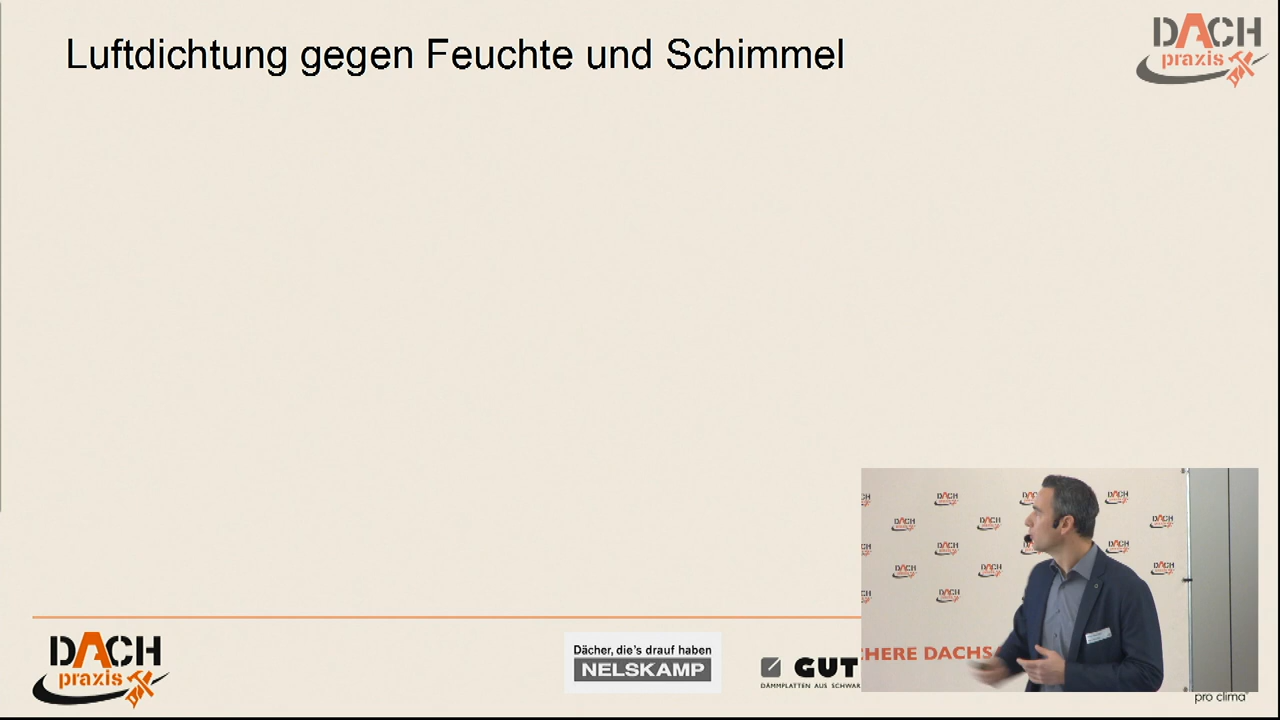 Luftdichtung gegen Feuchte und Schimmel
DACH
praxis
DACH
praxis
Dächer, die's drauf haben
NELSKAMP
GUT
DÄMMPLATTEN AUS SCHWAR
CHERE DACHS
pro clima